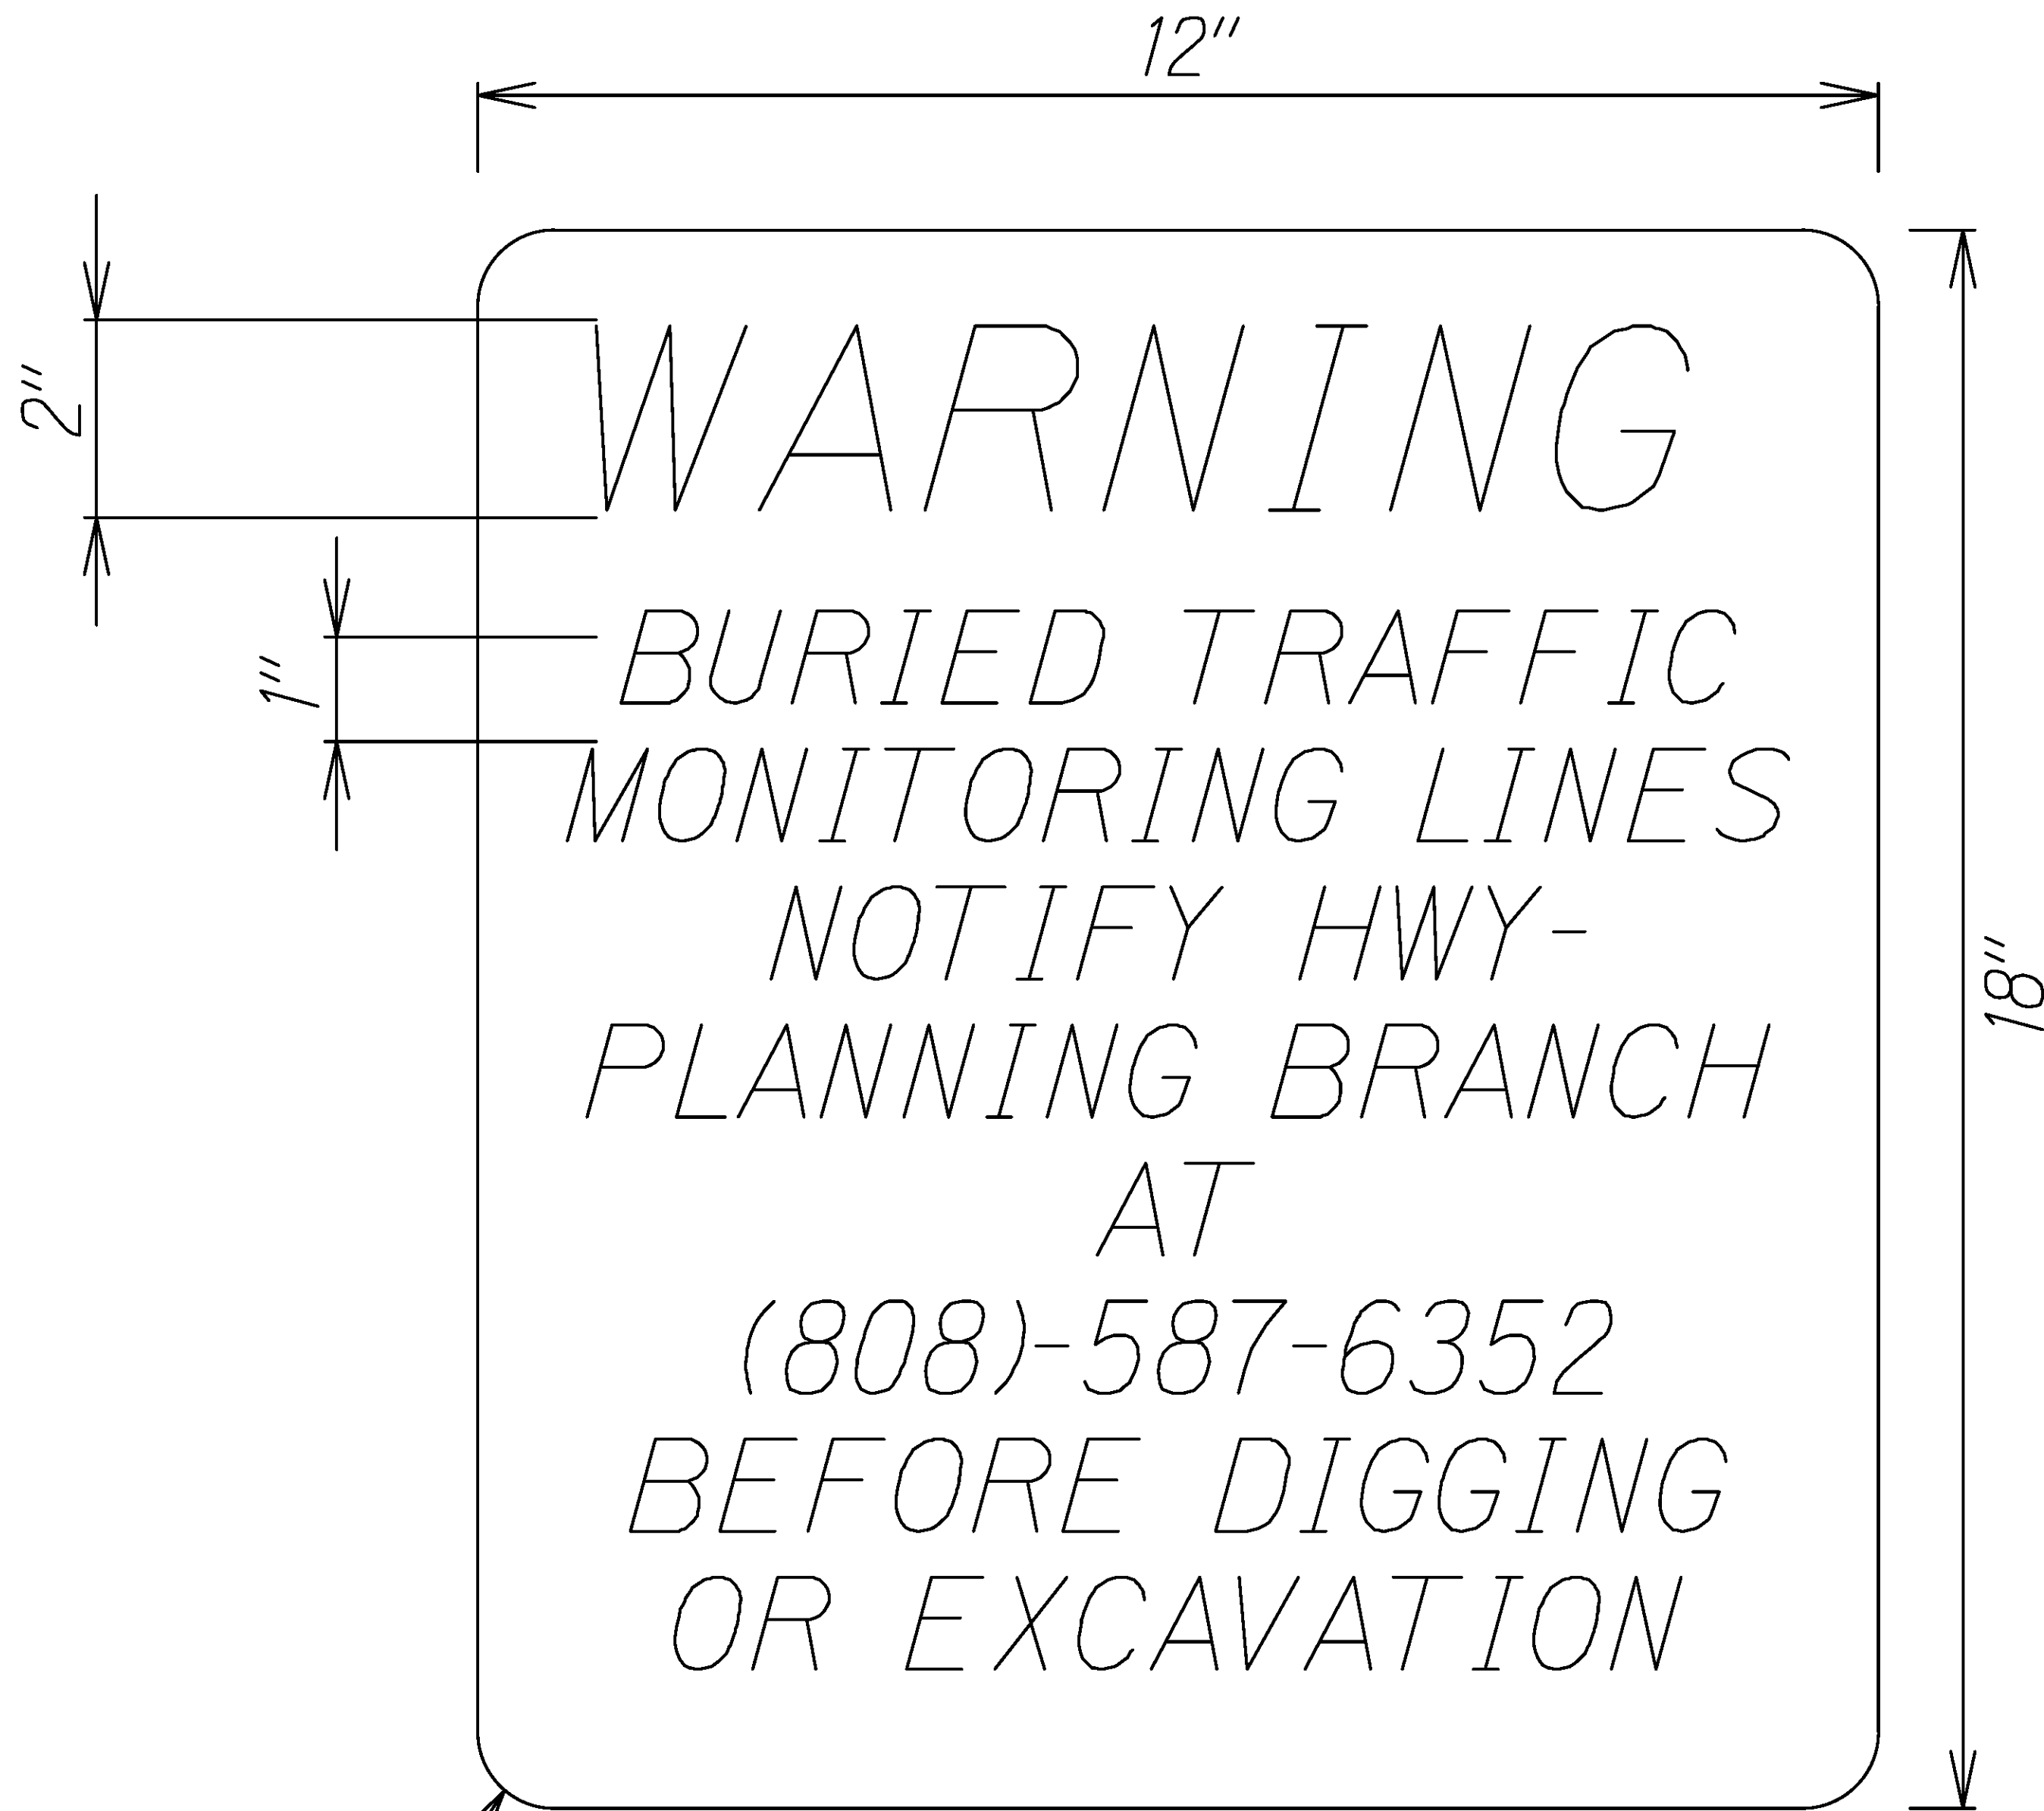 12"
2"
WARNING
1"
BURIED TRAFFIC
MONITORING LINES
NOTIFY HWY-
PLANNING BRANCH
AT
(808)-587-6352
BEFORE DIGGING
OR EXCAVATION
18"